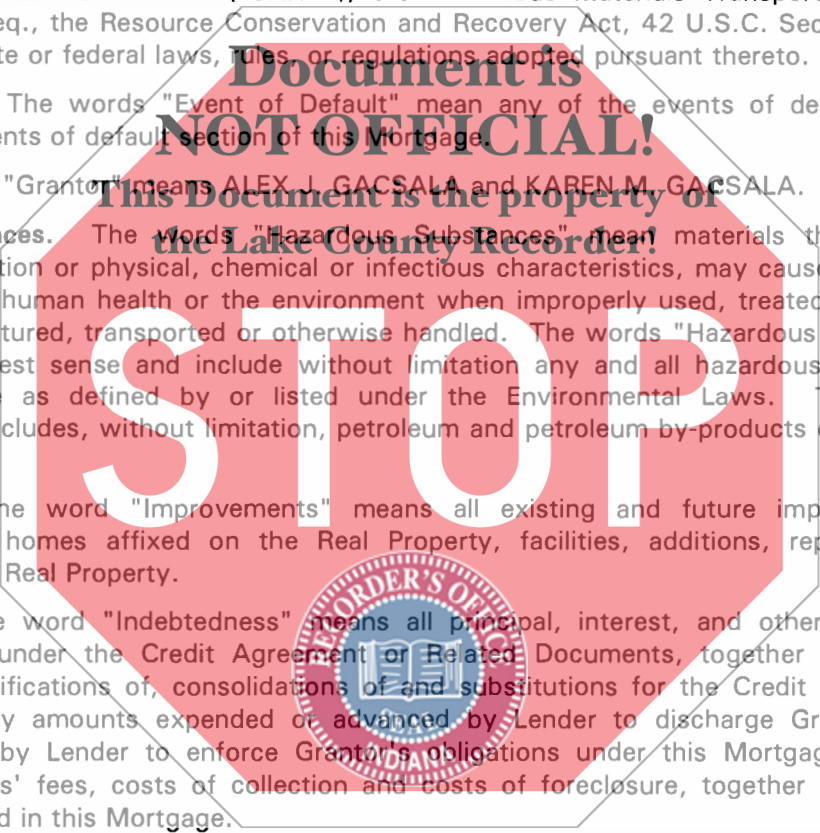 eq., the Resource Conservation and Recovery Act, 42 U.S.C. Sec
te or federal laws, rules, or regulations adopted pursuant thereto.
Document is
The words "Event of Default" mean any of the events of de
ents of default section of this Mortgage.
NOT OFFICIAL!
"Grantor" means ALEX J. GACSALA and KAREN M. GACSALA.
This Document is the property of
ces. The words "Hazardous Substances" mean materials th
the Lake County Recorder!
tion or physical, chemical or infectious characteristics, may cause
human health or the environment when improperly used, treated
tured, transported or otherwise handled. The words "Hazardous
est sense and include without limitation any and all hazardous
as defined by or listed under the Environmental Laws. T
cludes, without limitation, petroleum and petroleum by-products
STOP
he word "Improvements" means all existing and future imp
homes affixed on the Real Property, facilities, additions, rep
Real Property.
e word "Indebtedness" means all principal, interest, and other
under the Credit Agreement or Related Documents, together
ifications of, consolidations of and substitutions for the Credit
y amounts expended or advanced by Lender to discharge Gr
by Lender to enforce Grantor's obligations under this Mortgag
s' fees, costs of collection and costs of foreclosure, together
d in this Mortgage.
RECORDER'S OFFICE
SEAL
INDIANA